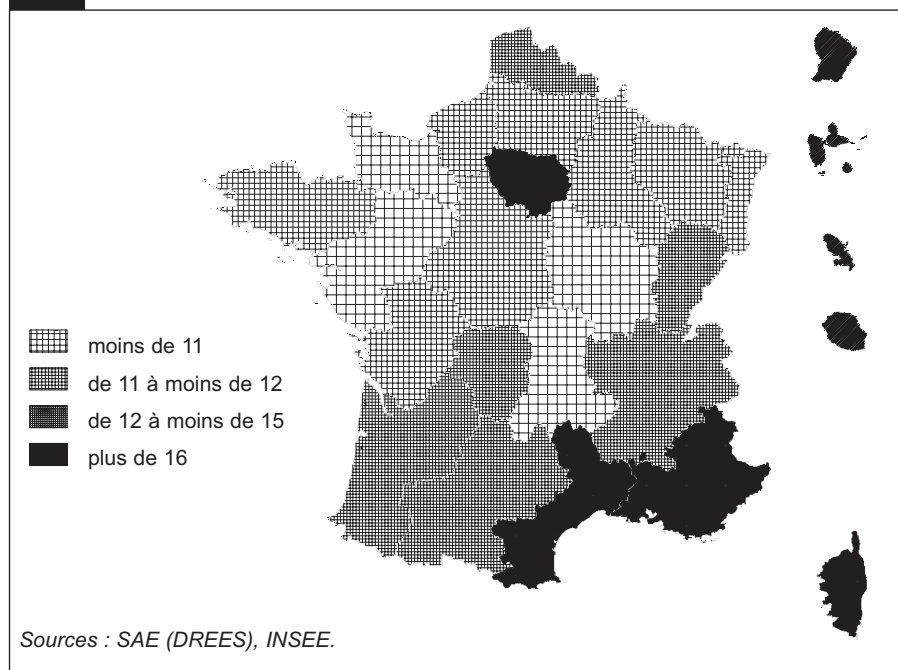 moins de 11
de 11 à moins de 12
de 12 à moins de 15
plus de 16
Sources : SAE (DREES), INSEE.